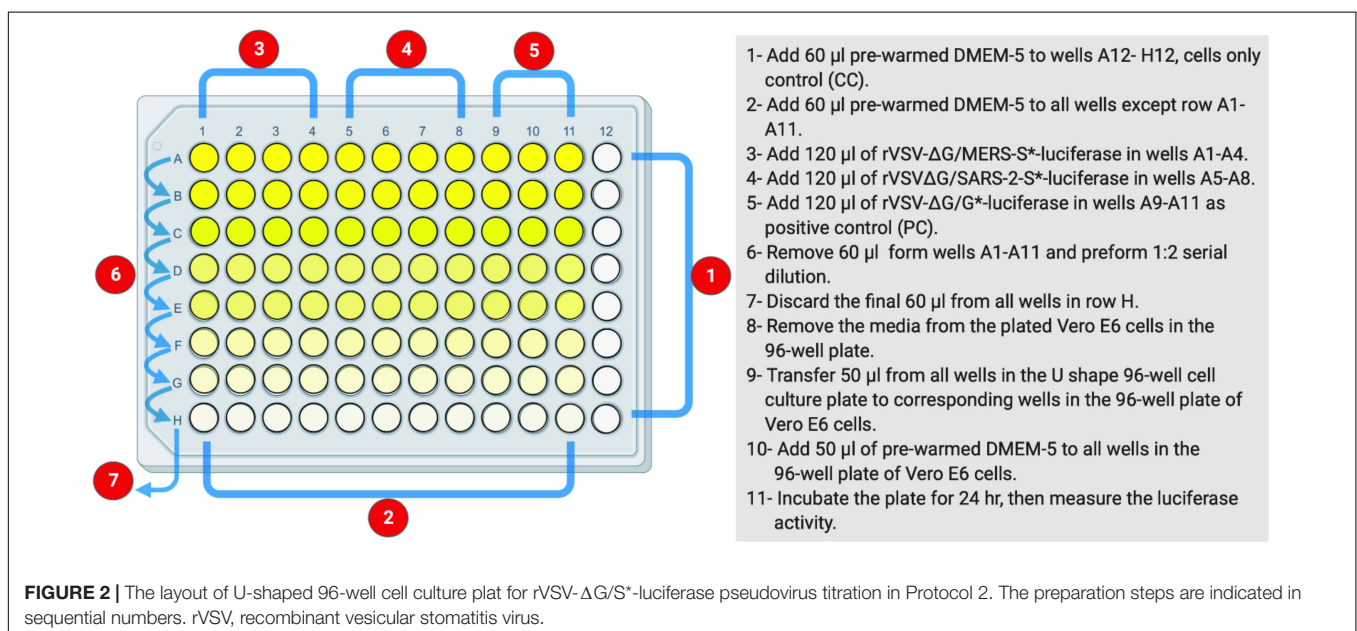 3
4
5
1
2
3
4
5
6
7
8
9
10
11
12
A
B
C
D
E
F
G
H
6
1
7
2
1- Add 60 µl pre-warmed DMEM-5 to wells A12- H12, cells only
control (CC).
2- Add 60 µl pre-warmed DMEM-5 to all wells except row A1-
A11.
3- Add 120 µl of rVSV-ΔG/MERS-S*-luciferase in wells A1-A4.
4- Add 120 µl of rVSVΔG/SARS-2-S*-luciferase in wells A5-A8.
5- Add 120 µl of rVSV-ΔG/G*-luciferase in wells A9-A11 as
positive control (PC).
6- Remove 60 µl form wells A1-A11 and preform 1:2 serial
dilution.
7- Discard the final 60 µl from all wells in row H.
8- Remove the media from the plated Vero E6 cells in the
96-well plate.
9- Transfer 50 µl from all wells in the U shape 96-well cell
culture plate to corresponding wells in the 96-well plate of
Vero E6 cells.
10- Add 50 µl of pre-warmed DMEM-5 to all wells in the
96-well plate of Vero E6 cells.
11- Incubate the plate for 24 hr, then measure the luciferase
activity.
FIGURE 2 | The layout of U-shaped 96-well cell culture plat for rVSV-ΔG/S*-luciferase pseudovirus titration in Protocol 2. The preparation steps are indicated in
sequential numbers. rVSV, recombinant vesicular stomatitis virus.